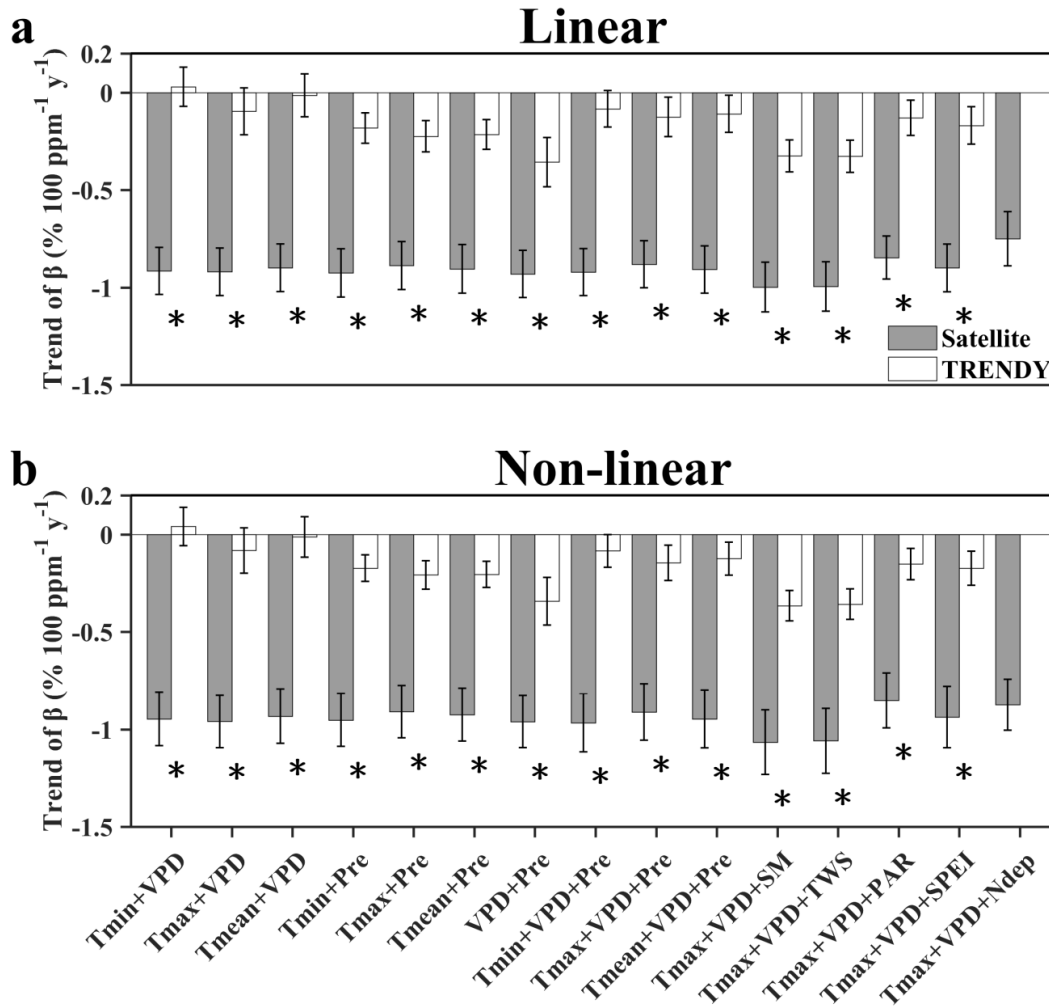 a
Linear
Trend of β (% 100 ppm⁻¹ y⁻¹)
0.2
0
-0.5
-1
-1.5
* * * * * * * * * * * * * *
Satellite
TRENDY
b
Non-linear
Trend of β (% 100 ppm⁻¹ y⁻¹)
0.2
0
-0.5
-1
-1.5
* * * * * * * * * * * * * *
Tmin+VPD
Tmax+VPD
Tmean+VPD
Tmin+Pre
Tmax+Pre
Tmean+Pre
VPD+Pre
Tmin+VPD+Pre
Tmax+VPD+Pre
Tmean+VPD+Pre
Tmax+VPD+SM
Tmax+VPD+TWS
Tmax+VPD+PAR
Tmax+VPD+SPEI
Tmax+VPD+Ndep